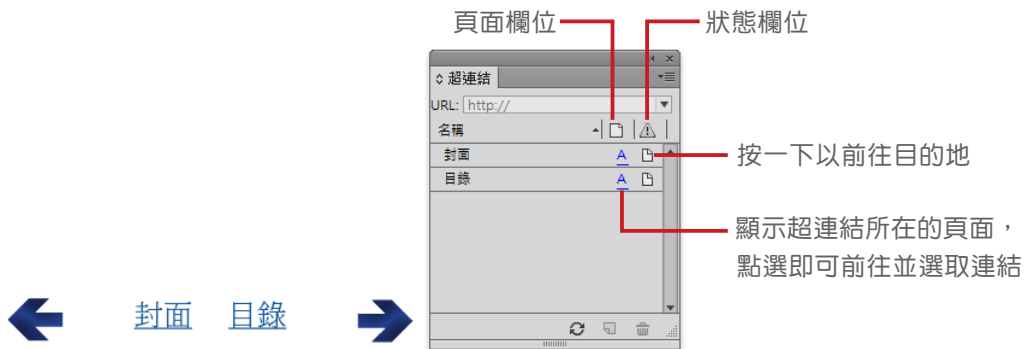 頁面欄位
狀態欄位
超連結
URL: http://
名稱
封面 A
按一下以前往目的地
目錄 A
顯示超連結所在的頁面，
點選即可前往並選取連結
封面 目錄